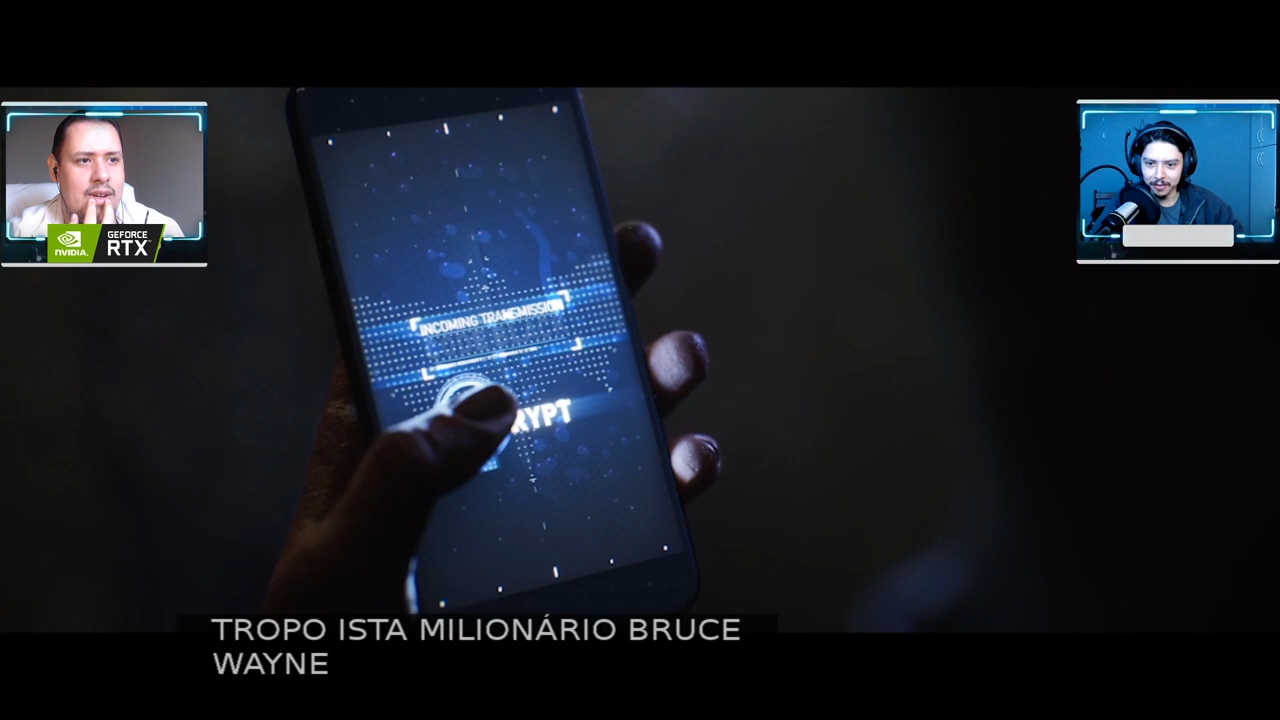 NVIDIA.
GEFORCE
RTX
INCOMING TRANSMISSION
RYPT
TROPO ISTA MILIONÁRIO BRUCE
WAYNE